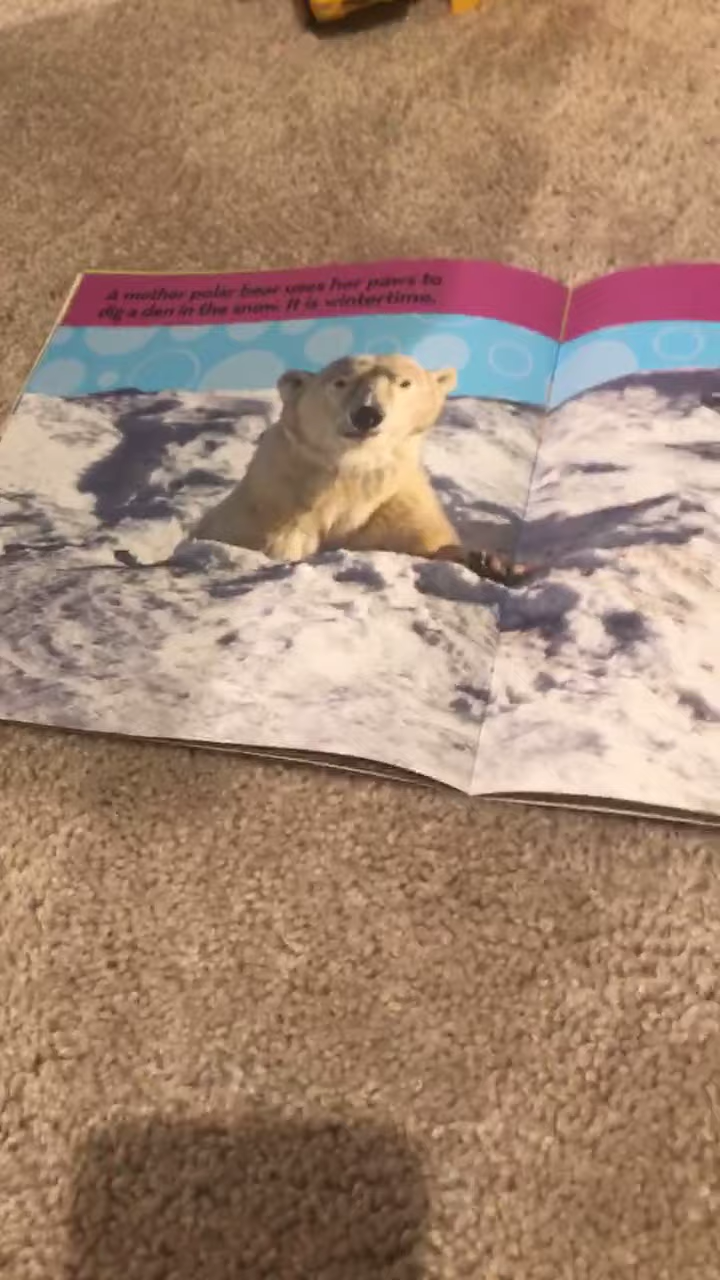 A mother polar bear uses her paws to
dig a den in the snow. It is wintertime.